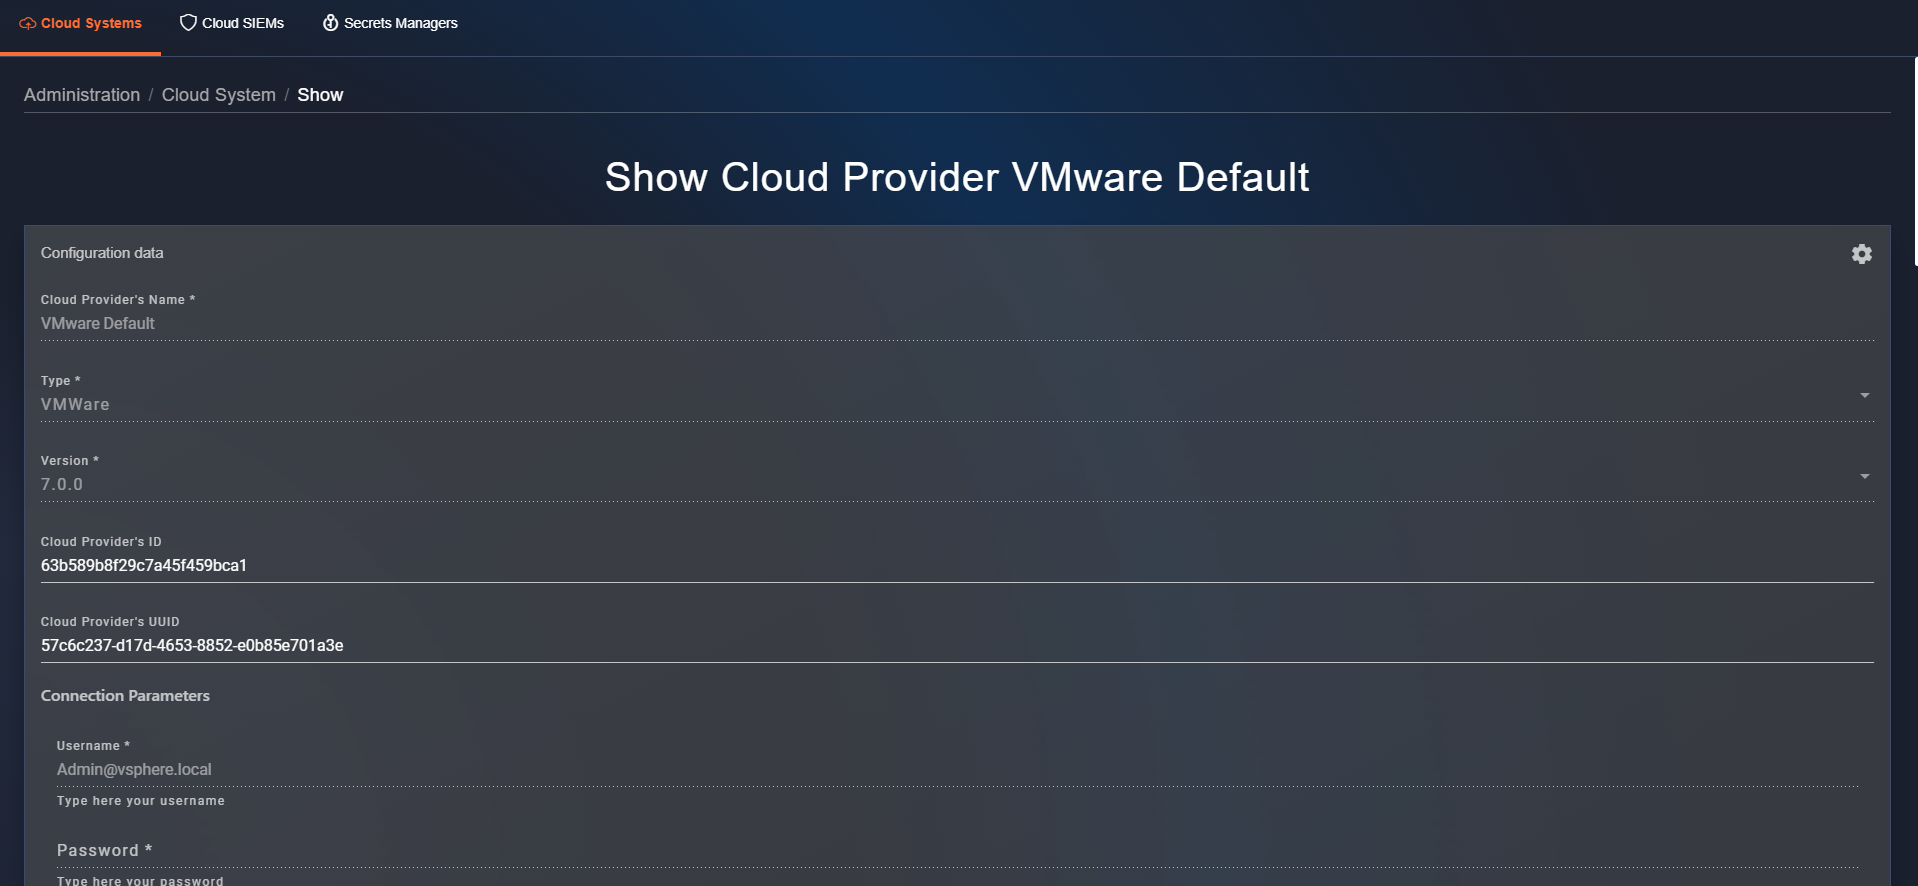 Cloud Systems Cloud SIEMs Secrets Managers
Administration / Cloud System / Show
Show Cloud Provider VMware Default
Configuration data
Cloud Provider's Name *
VMware Default
Type *
VMWare
Version *
7.0.0
Cloud Provider's ID
63b589b8f29c7a45f459bca1
Cloud Provider's UUID
57c6c237-d17d-4653-8852-e0b85e701a3e
Connection Parameters
Username *
Admin@vsphere.local
Type here your username
Password *
Type here your password